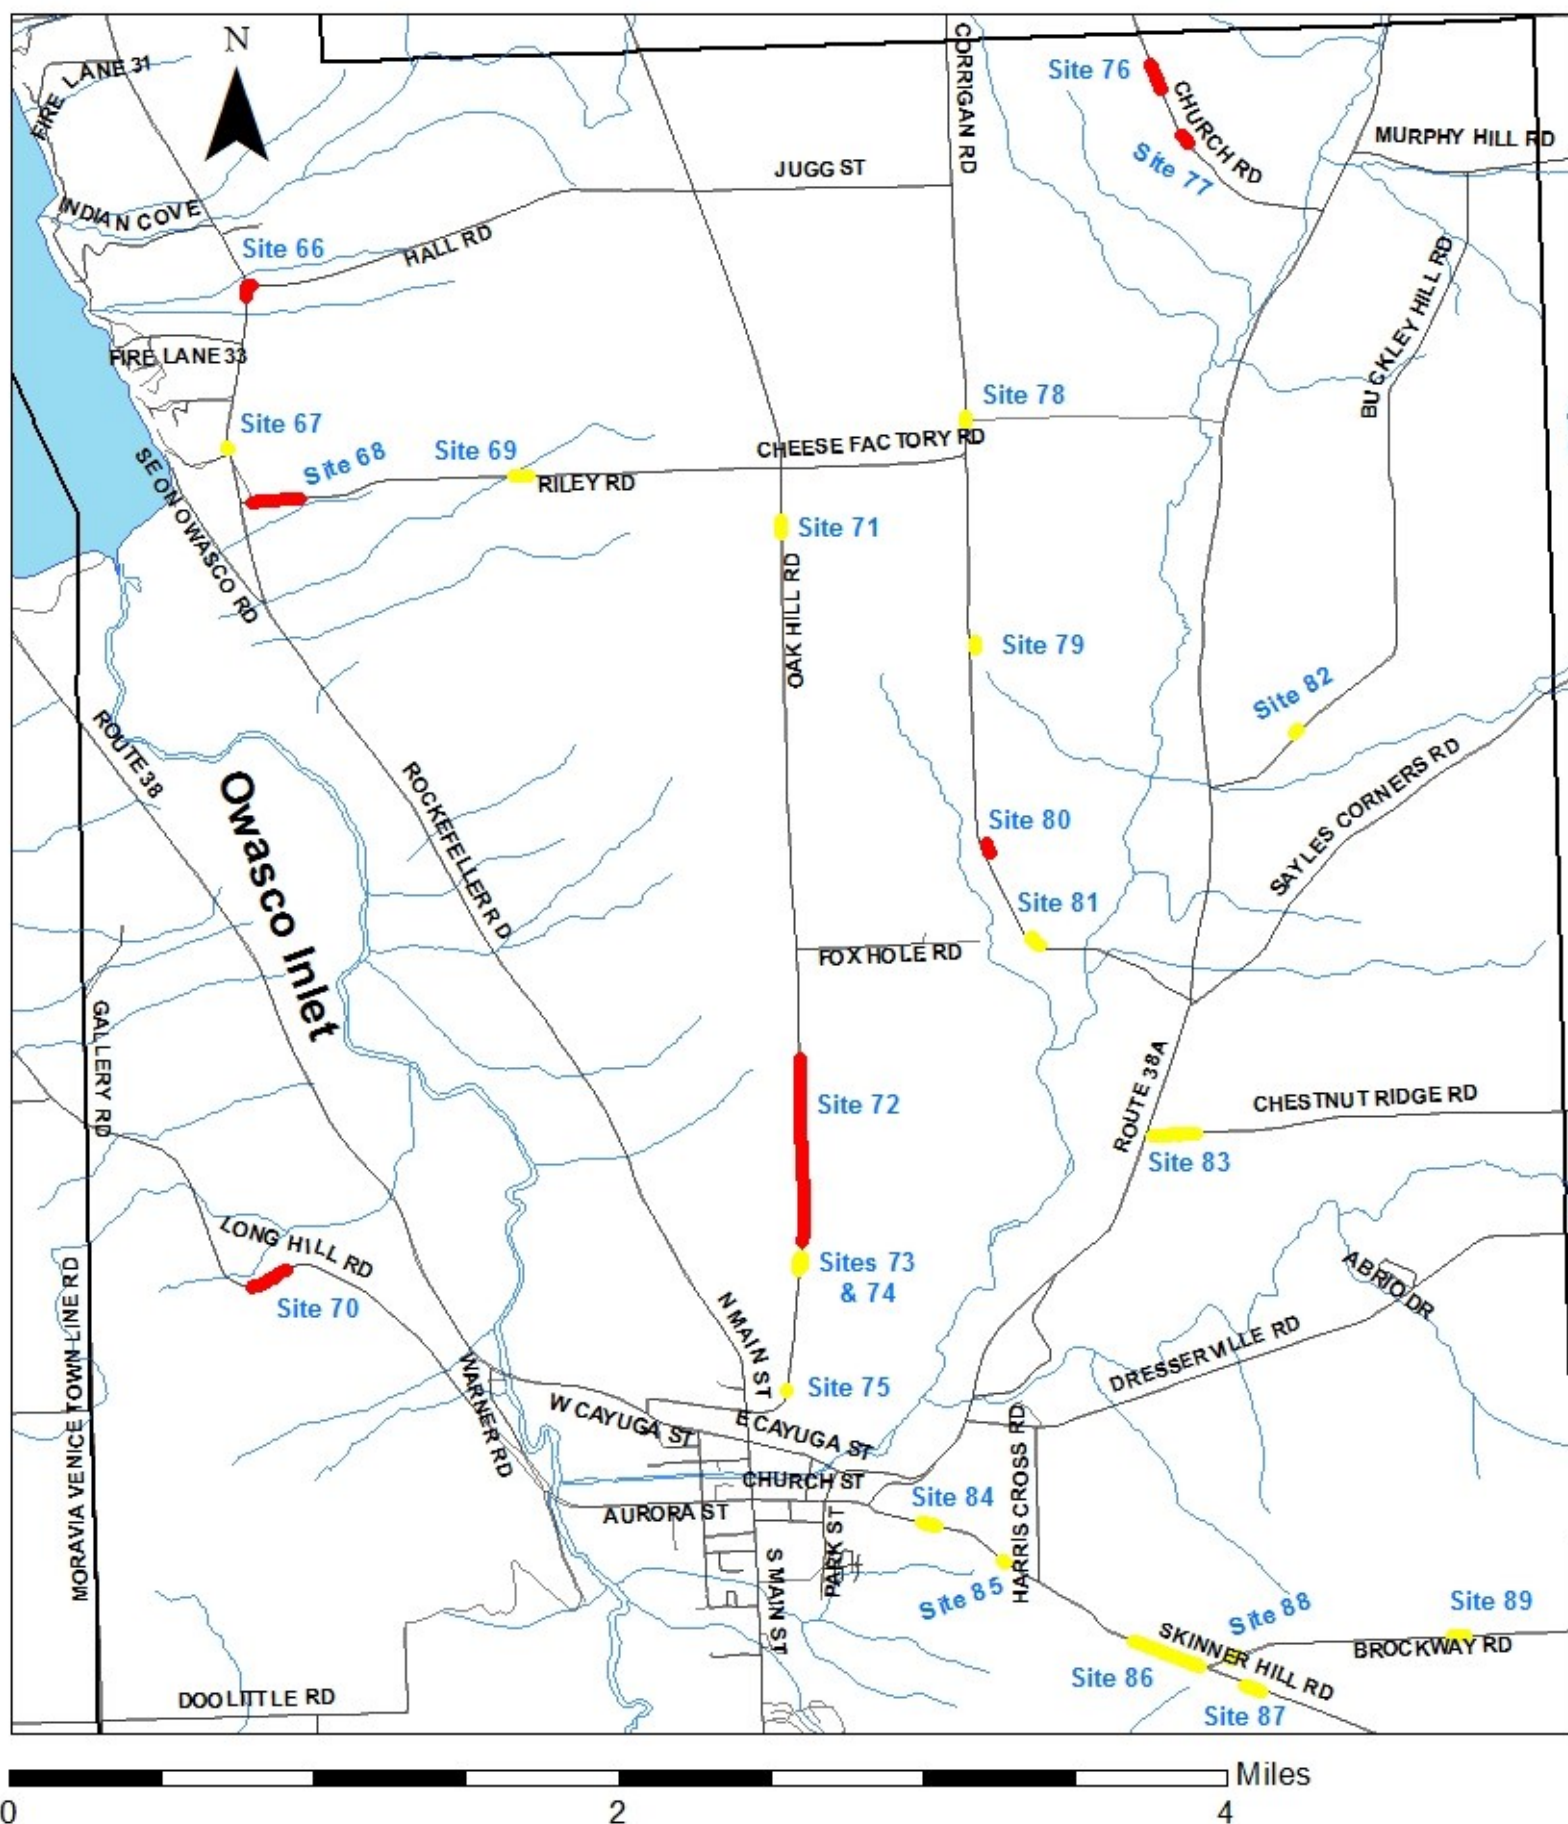 N
FIRE LANE 31
CORRIGAN RD
Site 76
CHURCH RD
Site 77
MURPHY HILL RD
JUGG ST
INDIAN COVE
Site 66
HALL RD
BUCKLEY HILL RD
FIRE LANE 33
Site 67
Site 68
Site 69
Site 78
CHEESE FACTORY RD
RILEY RD
SE ON OWASCO RD
Site 71
OAK HILL RD
Site 79
Site 82
ROUTE 38
Owasco Inlet
ROCKEFELLER RD
SAYLES CORNERS RD
Site 80
Site 81
FOX HOLE RD
GALLERY RD
Site 72
ROUTE 38A
CHESTNUT RIDGE RD
Site 83
LONG HILL RD
Site 70
Sites 73
& 74
ABRIO DR
MORAVIA VENICE TOWN LINE RD
N MAIN ST
DRESSERVILLE RD
WARNER RD
Site 75
W CAYUGA ST
E CAYUGA ST
HARRIS CROSS RD
CHURCH ST
AURORA ST
PARK ST
Site 84
S MAIN ST
Site 85
Site 88
Site 89
SKINNER HILL RD
BROCKWAY RD
Site 86
Site 87
DOOLITTLE RD
Miles
0 2 4